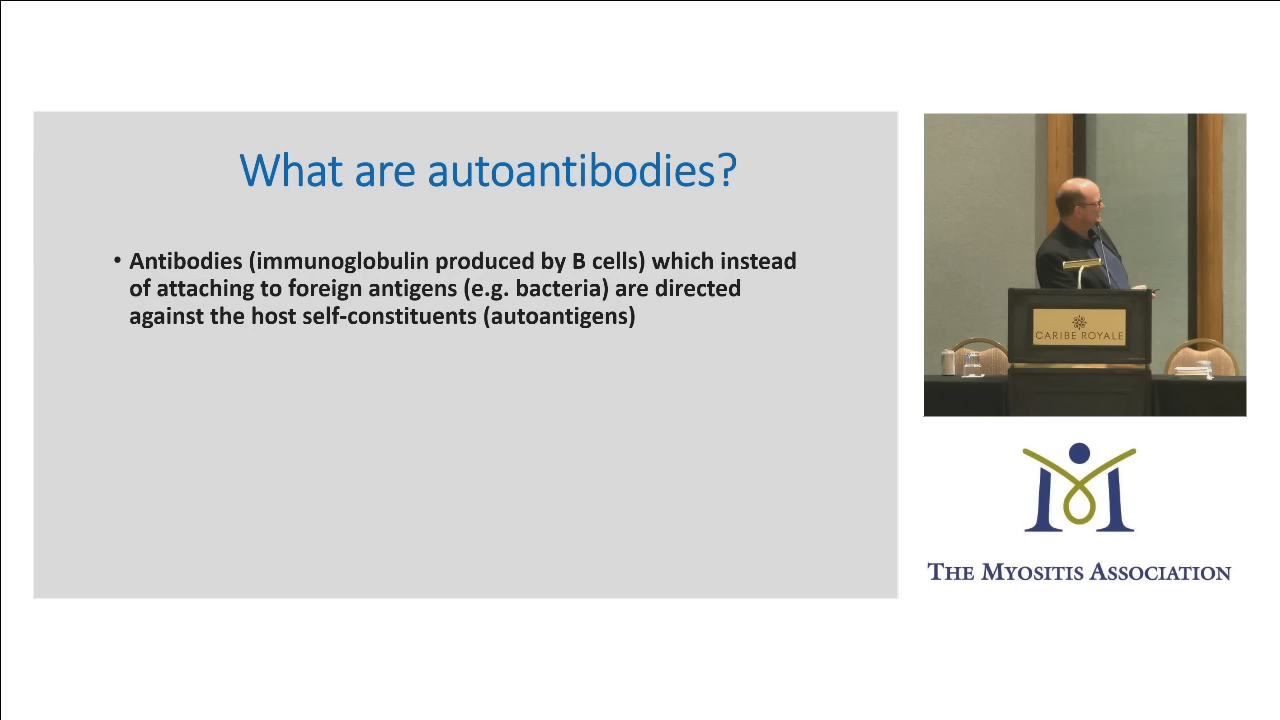 What are autoantibodies?
• Antibodies (immunoglobulin produced by B cells) which instead
of attaching to foreign antigens (e.g. bacteria) are directed
against the host self-constituents (autoantigens)
CARIBE ROYALE
THE MYOSITIS ASSOCIATION